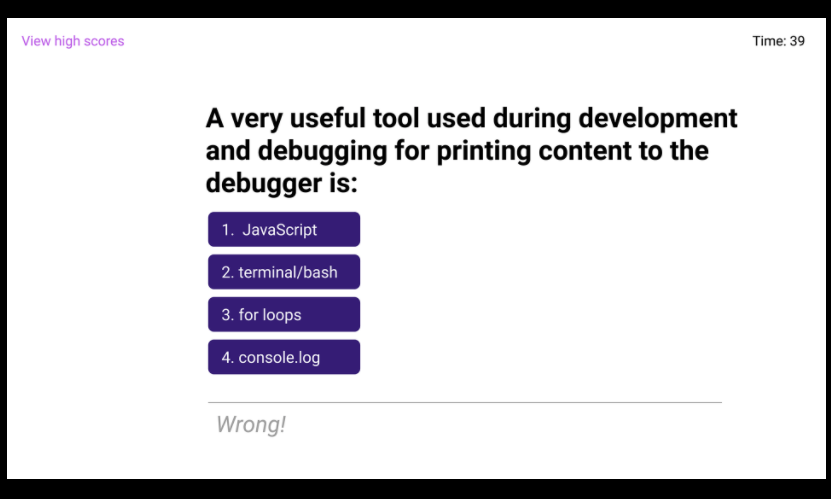 View high scores
Time: 39
A very useful tool used during development
and debugging for printing content to the
debugger is:
1. JavaScript
2. terminal/bash
3. for loops
4. console.log
Wrong!